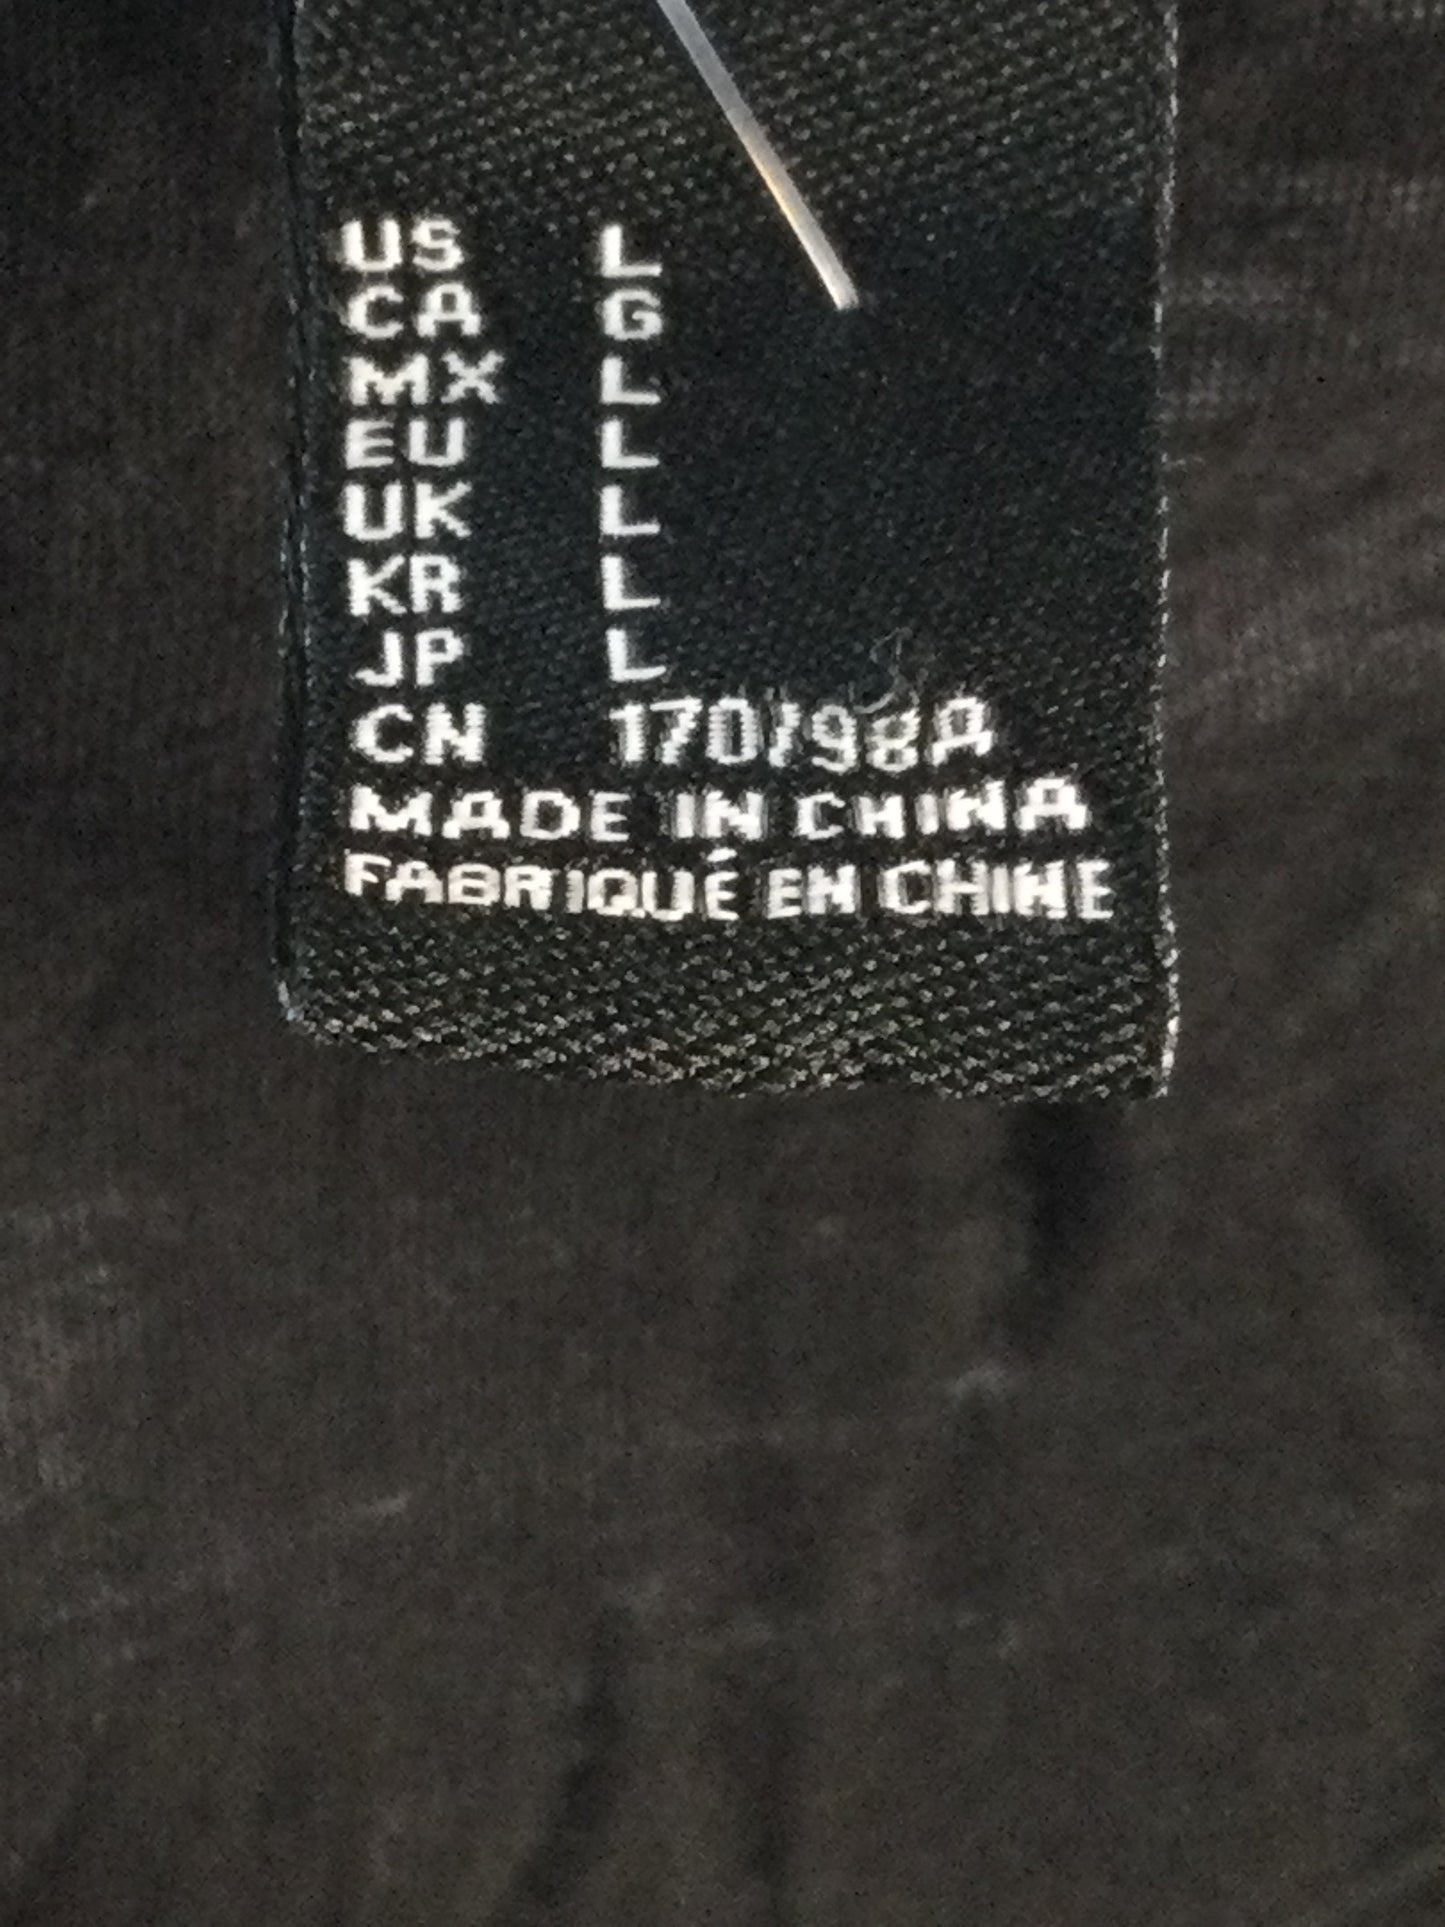 US L
CA G
MX L
EU L
UK L
KR L
JP L
CN 170/98A
MADE IN CHINA
FABRIQUÉ EN CHINE